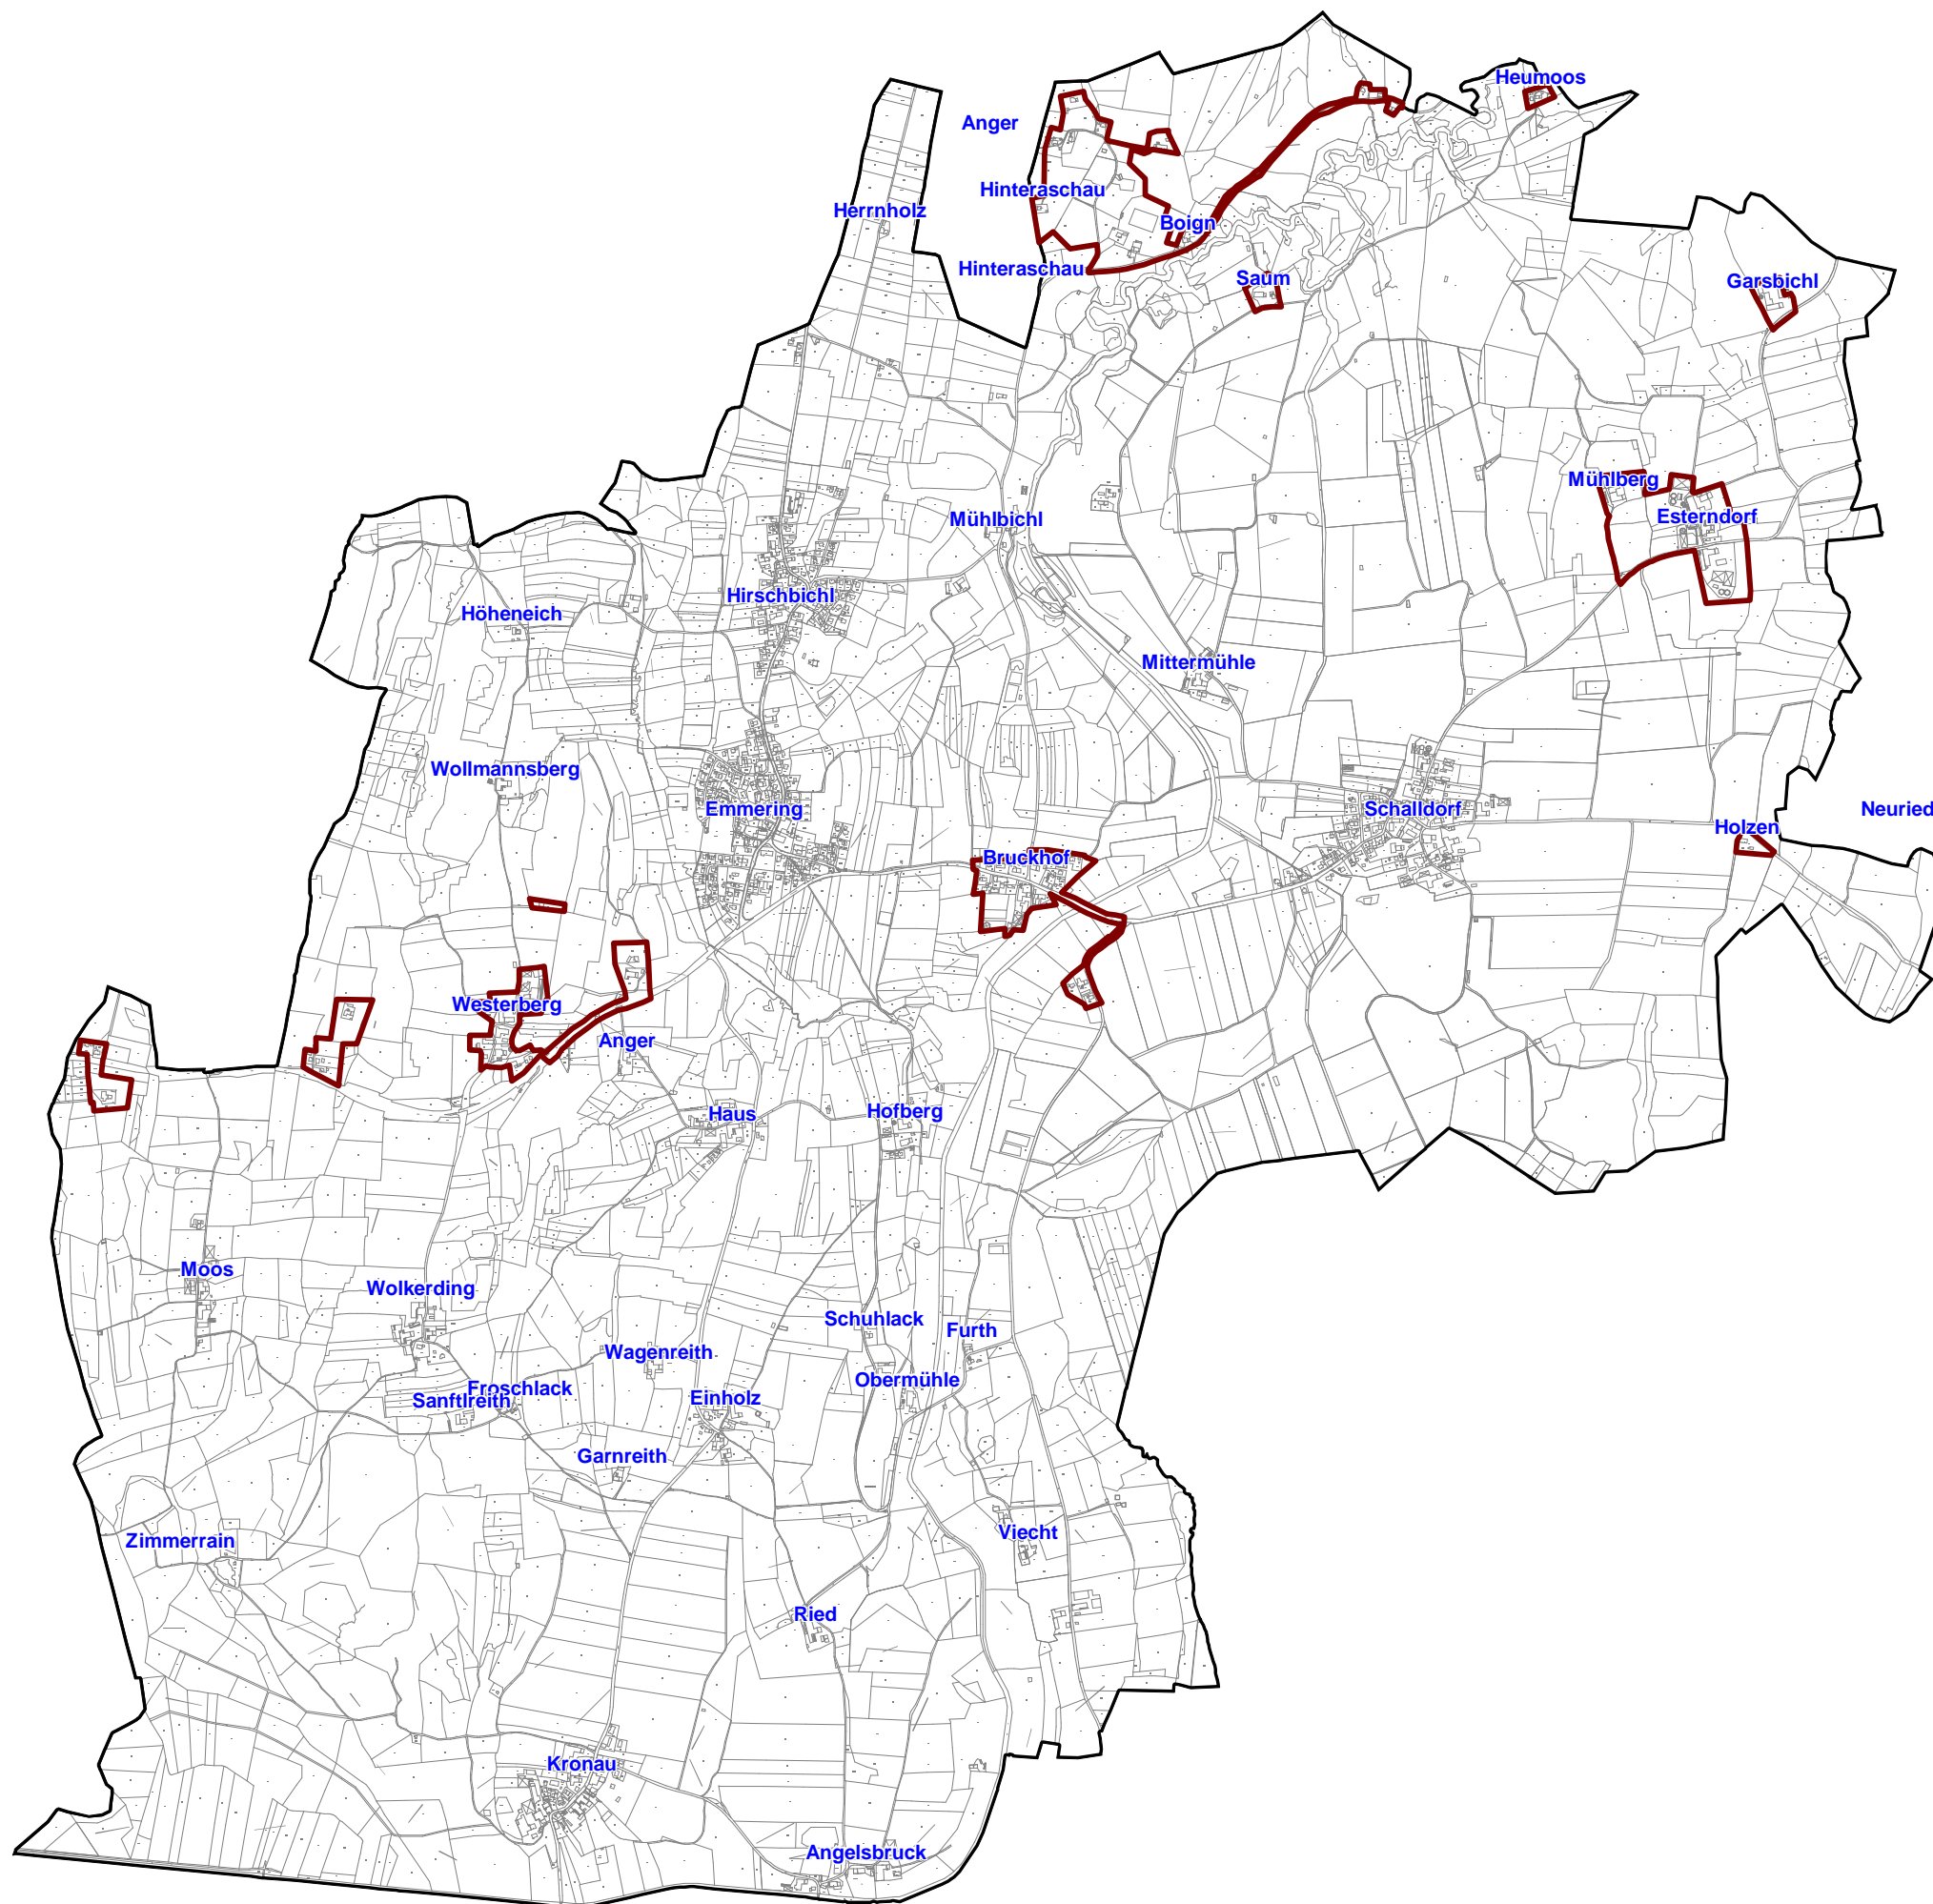 Heumoos
Anger
Hinteraschau
Herrnholz
Boign
Hinteraschau
Saum
Garsbichl
Mühlberg
Esterndorf
Mühlbichl
Hirschbichl
Höheneich
Mittermühle
Wollmannsberg
Emmering
Schalldorf
Neuried
Holzen
Bruckhof
Westerberg
Anger
Haus
Hofberg
Moos
Wolkerding
Schuhlack
Furth
Wagenreith
Obermühle
Froschlack
Sanftlreith
Einholz
Garnreith
Viecht
Zimmerrain
Ried
Kronau
Angelsbruck